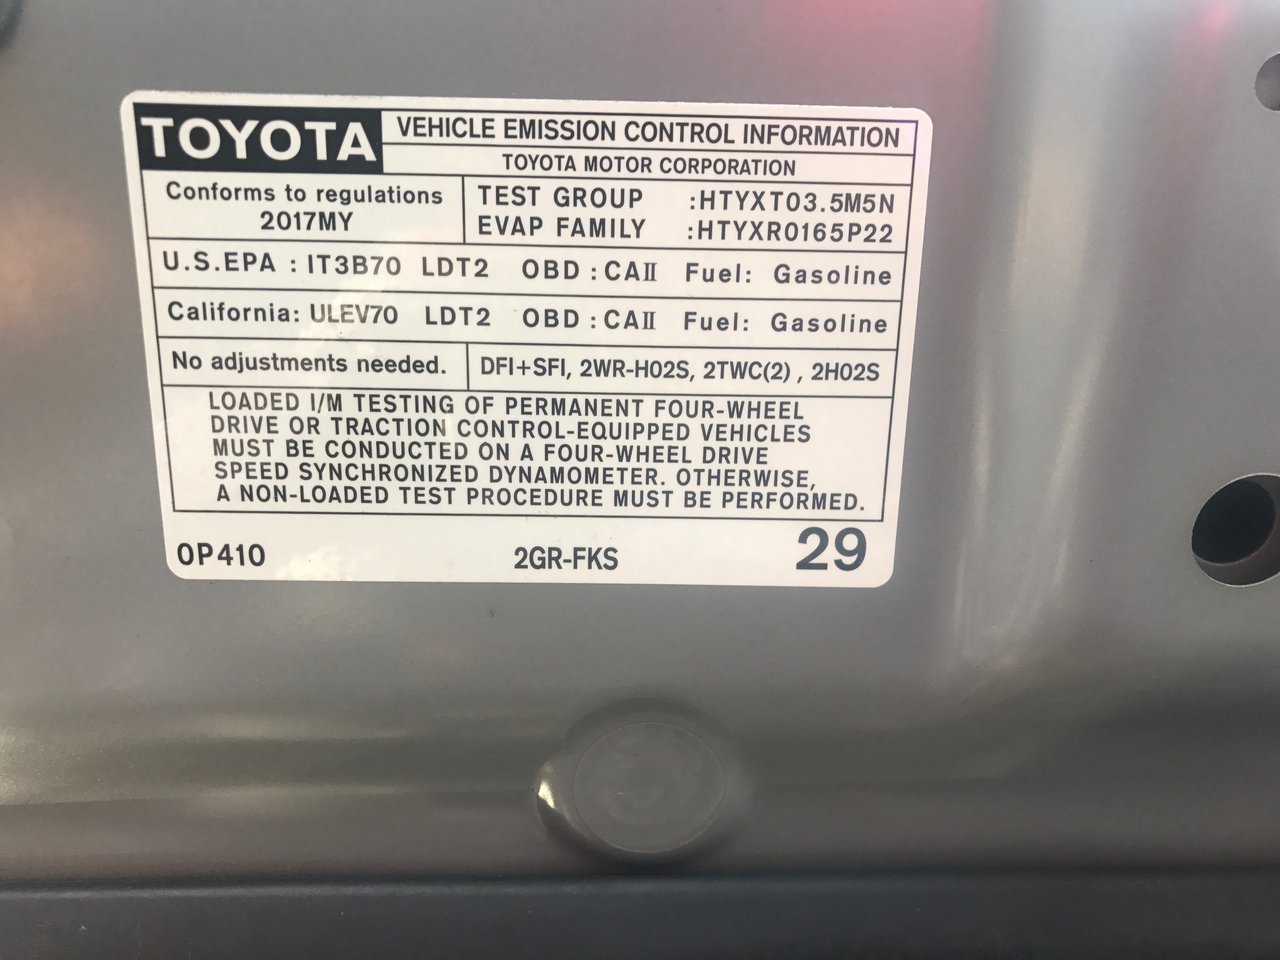 TOYOTA VEHICLE EMISSION CONTROL INFORMATION
TOYOTA MOTOR CORPORATION
Conforms to regulations
2017MY
TEST GROUP :HTYXT03.5M5N
EVAP FAMILY :HTYXR0165P22
U.S.EPA : IT3B70 LDT2 OBD : CAII Fuel: Gasoline
California: ULEV70 LDT2 OBD : CAII Fuel: Gasoline
No adjustments needed. DFI+SFI, 2WR-HO2S, 2TWC(2) , 2HO2S
LOADED I/M TESTING OF PERMANENT FOUR-WHEEL
DRIVE OR TRACTION CONTROL-EQUIPPED VEHICLES
MUST BE CONDUCTED ON A FOUR-WHEEL DRIVE
SPEED SYNCHRONIZED DYNAMOMETER. OTHERWISE,
A NON-LOADED TEST PROCEDURE MUST BE PERFORMED.
0P410 2GR-FKS 29